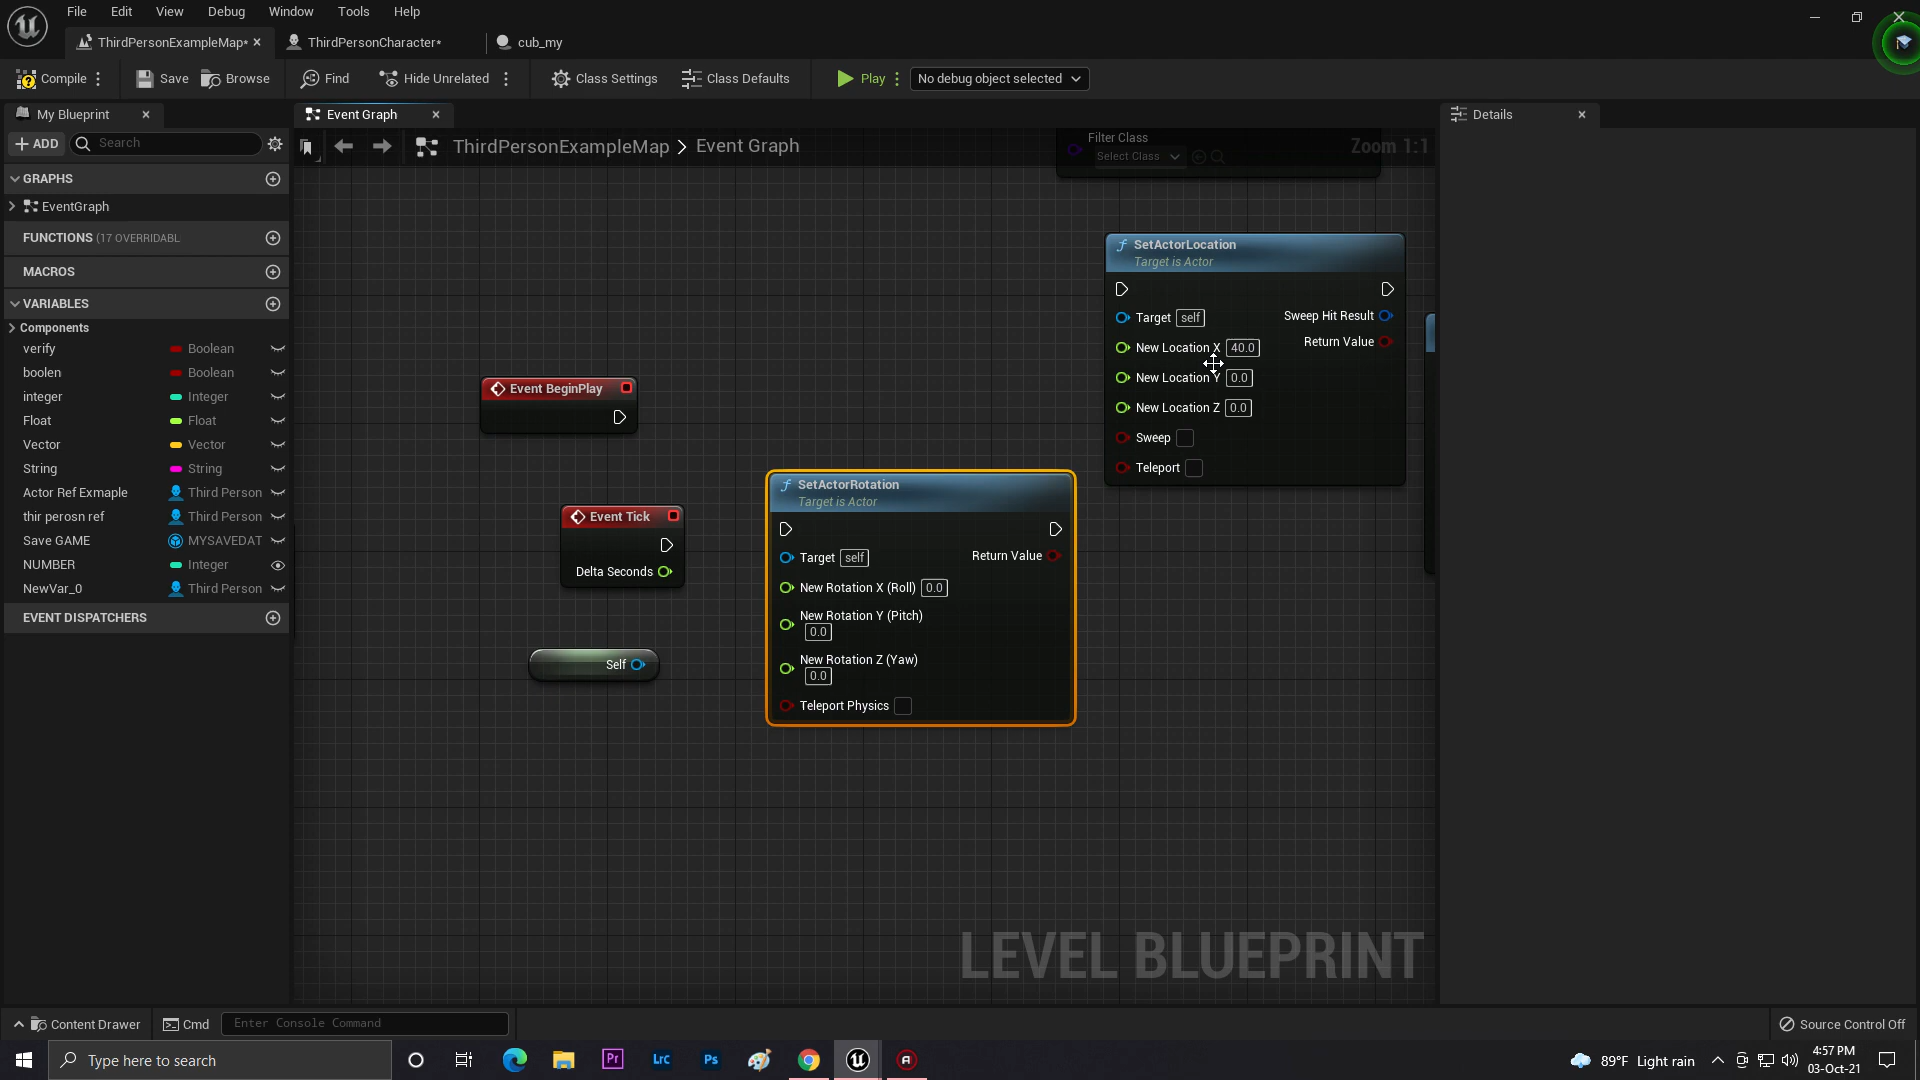 File Edit View Debug Window Tools Help
ThirdPersonExampleMap* ThirdPersonCharacter* cub_my
Compile Save Browse Find Hide Unrelated Class Settings Class Defaults Play No debug object selected
My Blueprint
ADD Search
GRAPHS
EventGraph
FUNCTIONS (17 OVERRIDABL
MACROS
VARIABLES
Components
verify Boolean
boolen Boolean
integer Integer
Float Float
Vector Vector
String String
Actor Ref Exmaple Third Person
thir perosn ref Third Person
Save GAME MYSAVEDAT
NUMBER Integer
NewVar_0 Third Person
EVENT DISPATCHERS
Event Graph
ThirdPersonExampleMap > Event Graph
Zoom 1:1
Filter Class
Select Class
SetActorLocation
Target is Actor
Target self
Sweep Hit Result
New Location X 40.0
Return Value
New Location Y 0.0
New Location Z 0.0
Sweep
Teleport
Event BeginPlay
Event Tick
Delta Seconds
Self
SetActorRotation
Target is Actor
Target self
Return Value
New Rotation X (Roll) 0.0
New Rotation Y (Pitch)
0.0
New Rotation Z (Yaw)
0.0
Teleport Physics
LEVEL BLUEPRINT
Details
Content Drawer Cmd Enter Console Command
Source Control Off
Type here to search
Pr Lrc Ps
89°F Light rain
4:57 PM
03-Oct-21